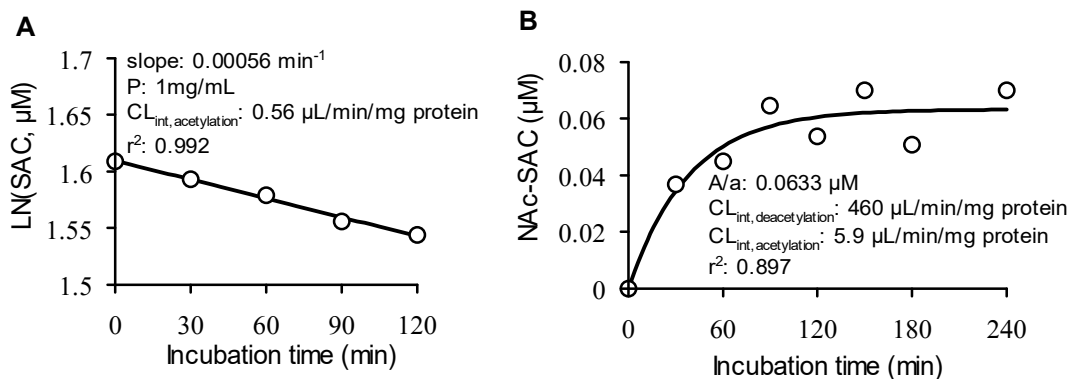 A
slope: 0.00056 min⁻¹
P: 1mg/mL
CLint,acetylation: 0.56 µL/min/mg protein
r²: 0.992
LN(SAC, µM)
1.7
1.65
1.6
1.55
1.5
0 30 60 90 120
Incubation time (min)
B
NAc-SAC (µM)
0.08
0.06
0.04
0.02
0
A/a: 0.0633 µM
CLint,deacetylation: 460 µL/min/mg protein
CLint,acetylation: 5.9 µL/min/mg protein
r²: 0.897
0 60 120 180 240
Incubation time (min)